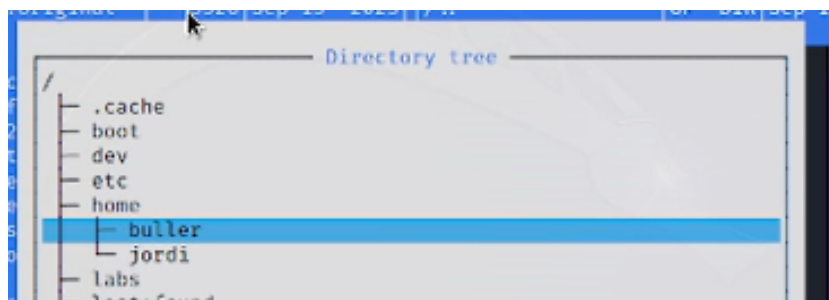 Directory tree
/
.cache
boot
dev
etc
home
buller
jordi
labs